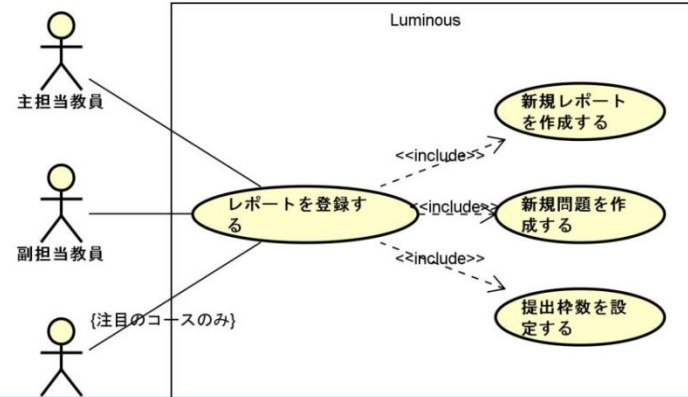 Luminous
主担当教員
新規レポート
を作成する
<<include>>
レポートを登録す
る
<<include>>
新規問題を作
成する
副担当教員
<<include>>
{注目のコースのみ}
提出枠数を設
定する